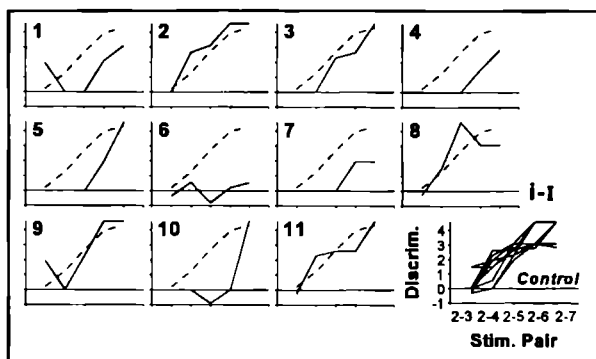 1 2 3 4
5 6 7 8
i-I
9 10 11
Discrim.
4
3
2
1
0
-1
Control
2-3 2-4 2-5 2-6 2-7
Stim. Pair